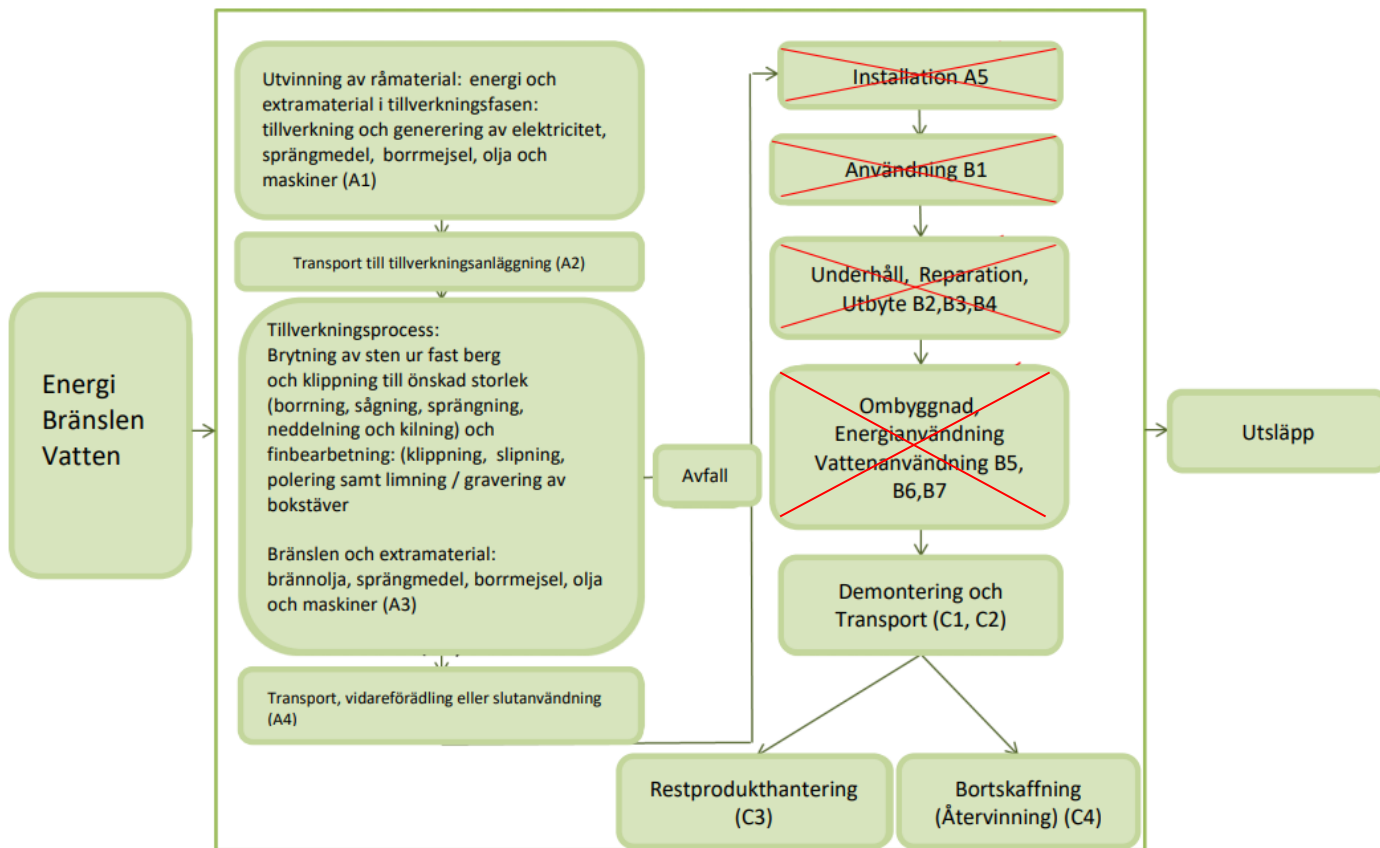 Energi
Bränslen
Vatten
Utvinning av råmaterial: energi och
extramaterial i tillverkningsfasen:
tillverkning och generering av elektricitet,
sprängmedel, borrmejsel, olja och
maskiner (A1)
Transport till tillverkningsanläggning (A2)
Tillverkningsprocess:
Brytning av sten ur fast berg
och klippning till önskad storlek
(borrning, sågning, sprängning,
neddelning och kilning) och
finbearbetning: (klippning, slipning,
polering samt limning / gravering av
bokstäver
Bränslen och extramaterial:
brännolja, sprängmedel, borrmejsel, olja
och maskiner (A3)
Transport, vidareförädling eller slutanvändning
(A4)
Avfall
Installation A5
Användning B1
Underhåll, Reparation,
Utbyte B2,B3,B4
Ombyggnad,
Energianvändning
Vattenanvändning B5,
B6,B7
Demontering och
Transport (C1, C2)
Restprodukthantering
(C3)
Bortskaffning
(Återvinning) (C4)
Utsläpp